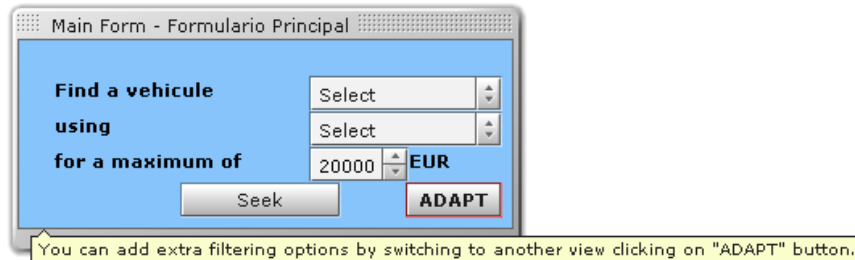 Main Form - Formulario Principal
Find a vehicule Select
using Select
for a maximum of 20000 EUR
Seek ADAPT
You can add extra filtering options by switching to another view clicking on "ADAPT" button.